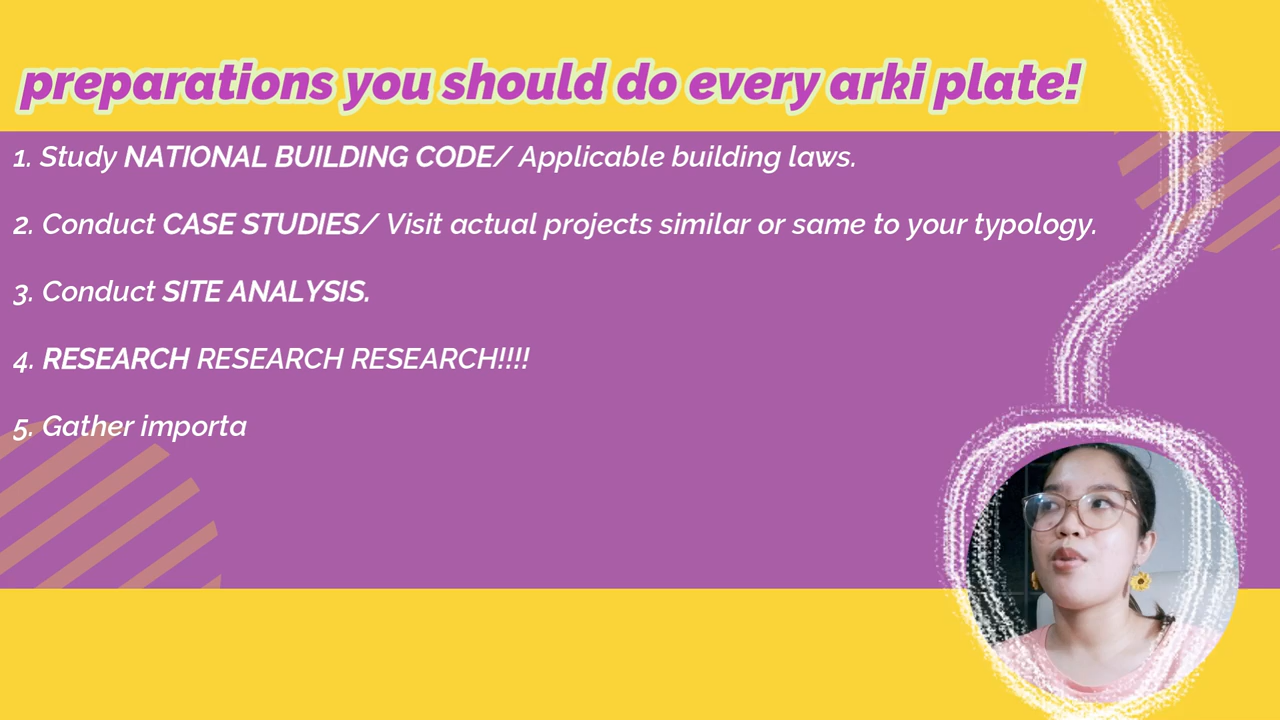 preparations you should do every arki plate!
1. Study NATIONAL BUILDING CODE/ Applicable building laws.
2. Conduct CASE STUDIES/ Visit actual projects similar or same to your typology.
3. Conduct SITE ANALYSIS.
4. RESEARCH RESEARCH RESEARCH!!!!
5. Gather importa